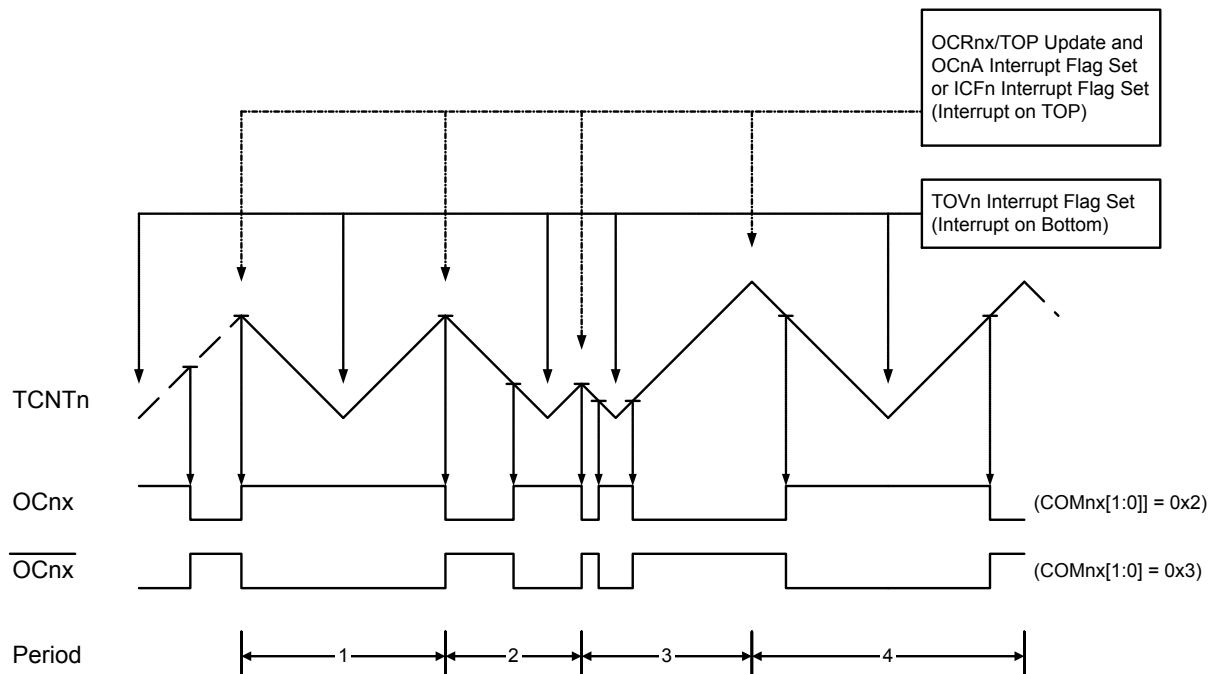 OCRnx/TOP Update and
OCnA Interrupt Flag Set
or ICFn Interrupt Flag Set
(Interrupt on TOP)
TOVn Interrupt Flag Set
(Interrupt on Bottom)
TCNTn
OCnx
(COMnx[1:0]] = 0x2)
OCnx
(COMnx[1:0] = 0x3)
Period
1
2
3
4